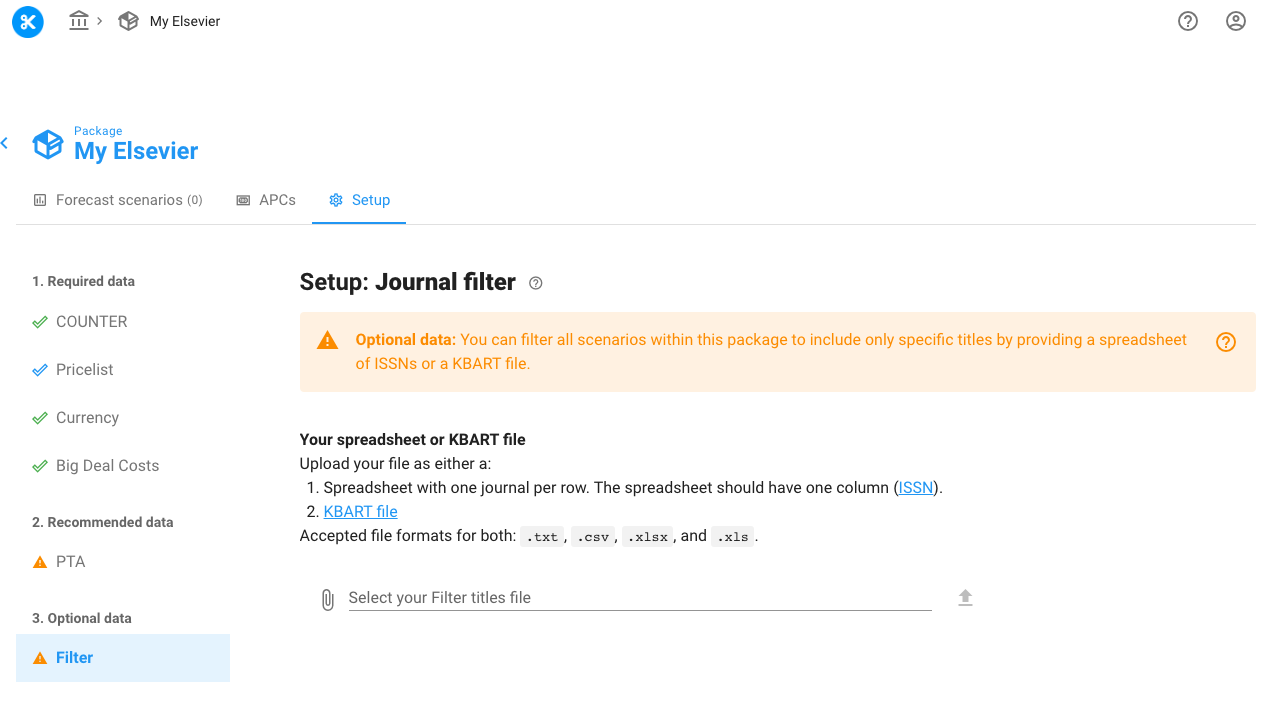 My Elsevier
Package
My Elsevier
Forecast scenarios (0)
APCs
Setup
1. Required data
COUNTER
Pricelist
Currency
Big Deal Costs
2. Recommended data
PTA
3. Optional data
Filter
Setup: Journal filter
Optional data: You can filter all scenarios within this package to include only specific titles by providing a spreadsheet
of ISSNs or a KBART file.
Your spreadsheet or KBART file
Upload your file as either a:
1. Spreadsheet with one journal per row. The spreadsheet should have one column (ISSN).
2. KBART file
Accepted file formats for both: .txt, .csv, .xlsx, and .xls.
Select your Filter titles file